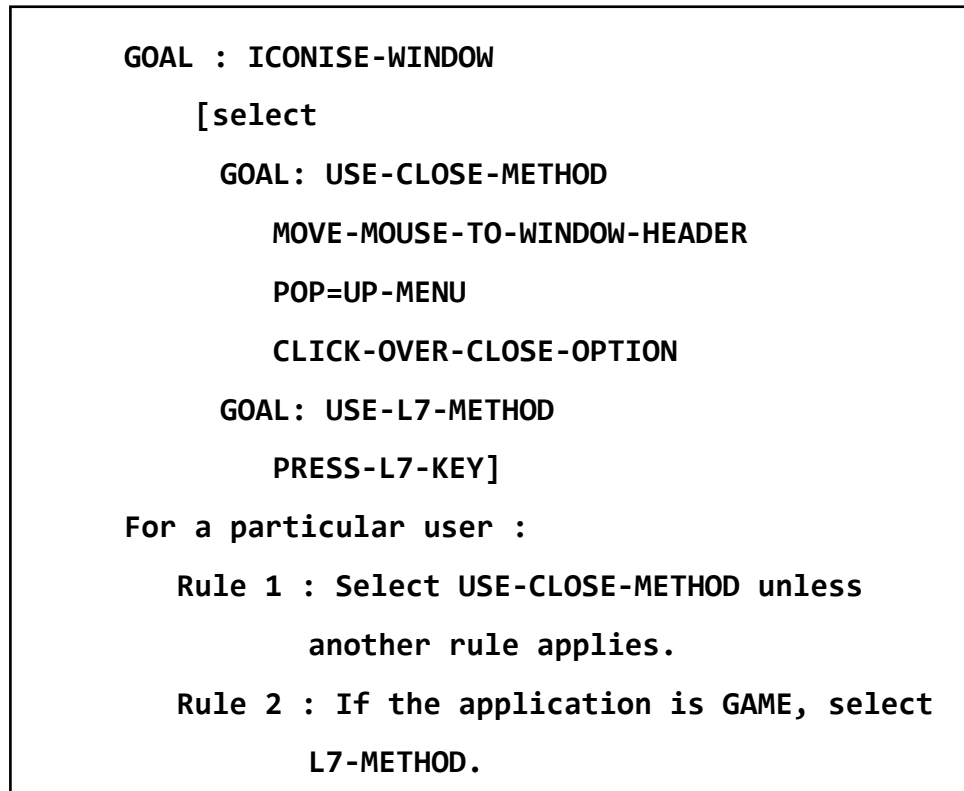 GOAL : ICONISE-WINDOW
[select
GOAL: USE-CLOSE-METHOD
MOVE-MOUSE-TO-WINDOW-HEADER
POP=UP-MENU
CLICK-OVER-CLOSE-OPTION
GOAL: USE-L7-METHOD
PRESS-L7-KEY]
For a particular user :
Rule 1 : Select USE-CLOSE-METHOD unless
another rule applies.
Rule 2 : If the application is GAME, select
L7-METHOD.